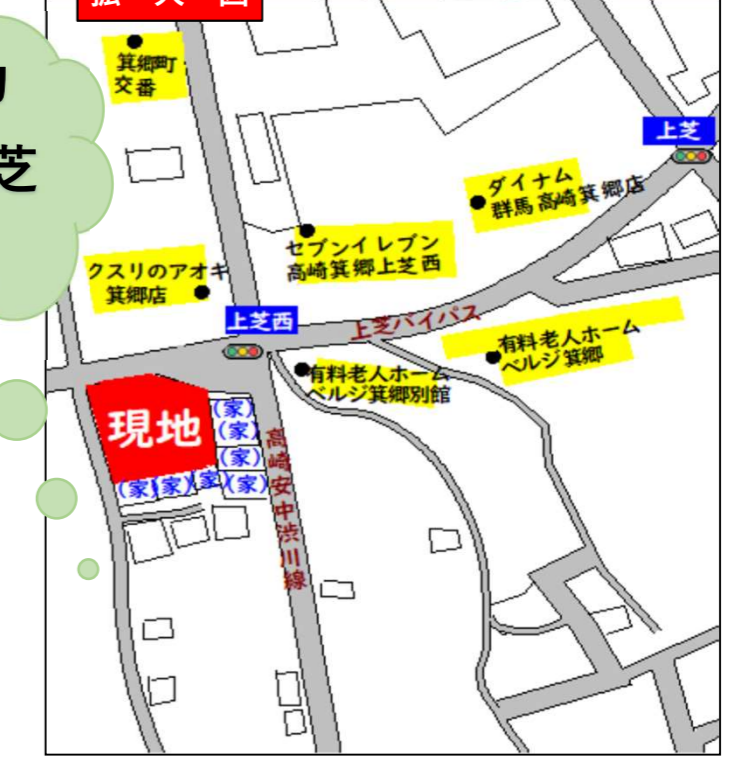 拡大図
芝
箕郷町
交番
上芝
ダイナム
群馬高崎箕郷店
セブンイレブン
高崎箕郷上芝西
クスリのアオキ
箕郷店
上芝西
上芝バイパス
有料老人ホーム
ベルジ箕郷
有料老人ホーム
ベルジ箕郷別館
現地
(家)
(家)
(家)
(家)(家)(家)(家)
高崎安中渋川線